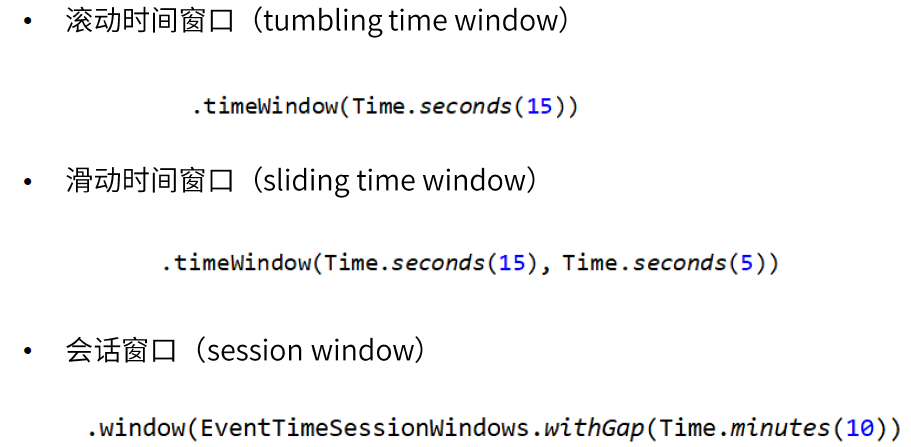 • 滚动时间窗口（tumbling time window）
.timeWindow(Time.seconds(15))
• 滑动时间窗口（sliding time window）
.timeWindow(Time.seconds(15), Time.seconds(5))
• 会话窗口（session window）
.window(EventTimeSessionWindows.withGap(Time.minutes(10))